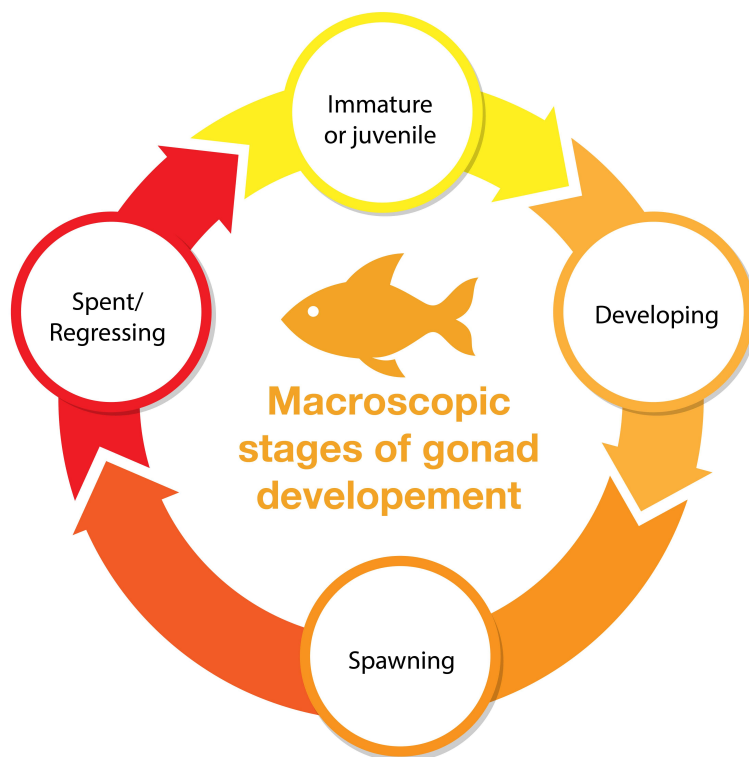 Immature
or juvenile
Developing
Spawning
Spent/
Regressing
Macroscopic
stages of gonad
developement